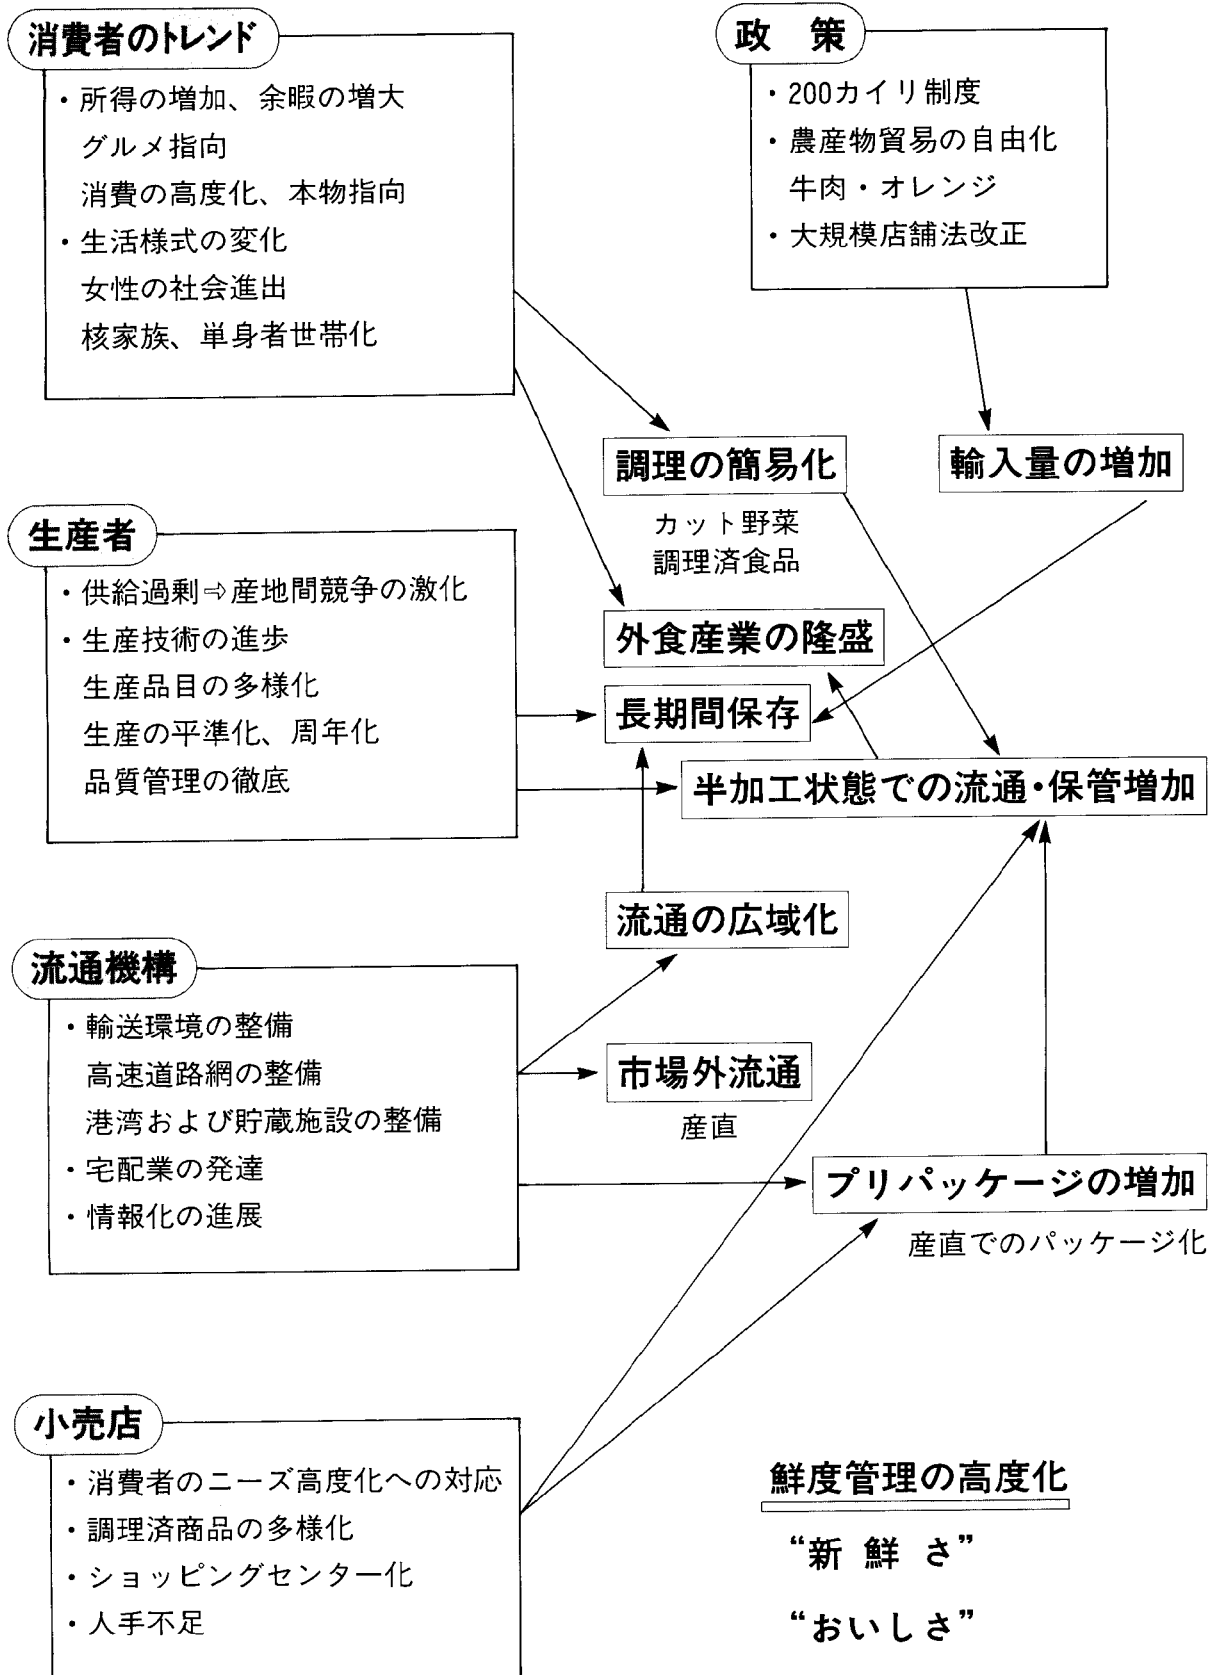 消費者のトレンド
・所得の増加、余暇の増大
グルメ指向
消費の高度化、本物指向
・生活様式の変化
女性の社会進出
核家族、単身者世帯化
政 策
・200カイリ制度
・農産物貿易の自由化
牛肉・オレンジ
・大規模店舗法改正
調理の簡易化
カット野菜
調理済食品
輸入量の増加
生産者
・供給過剰⇨産地間競争の激化
・生産技術の進歩
生産品目の多様化
生産の平準化、周年化
品質管理の徹底
外食産業の隆盛
長期間保存
半加工状態での流通・保管増加
流通の広域化
流通機構
・輸送環境の整備
高速道路網の整備
港湾および貯蔵施設の整備
・宅配業の発達
・情報化の進展
市場外流通
産直
プリパッケージの増加
産直でのパッケージ化
小売店
・消費者のニーズ高度化への対応
・調理済商品の多様化
・ショッピングセンター化
・人手不足
鮮度管理の高度化
“新 鮮 さ”
“おいしさ”